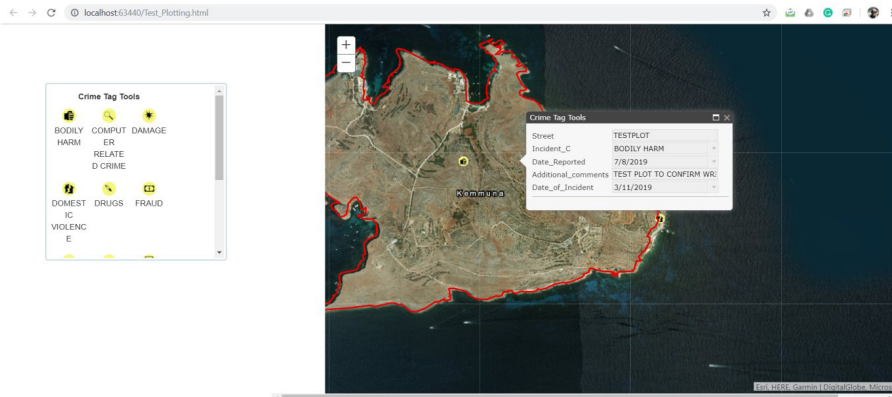 localhost:63440/Test_Plotting.html
+
−
Crime Tag Tools
BODILY
HARM
COMPUT
ER
RELATE
D CRIME
DAMAGE
DOMEST
IC
VIOLENC
E
DRUGS
FRAUD
Kemmuna
Crime Tag Tools
Street TESTPLOT
Incident_C BODILY HARM
Date_Reported 7/8/2019
Additional_comments TEST PLOT TO CONFIRM WR
Date_of_Incident 3/11/2019
Esri, HERE, Garmin | DigitalGlobe, Micros